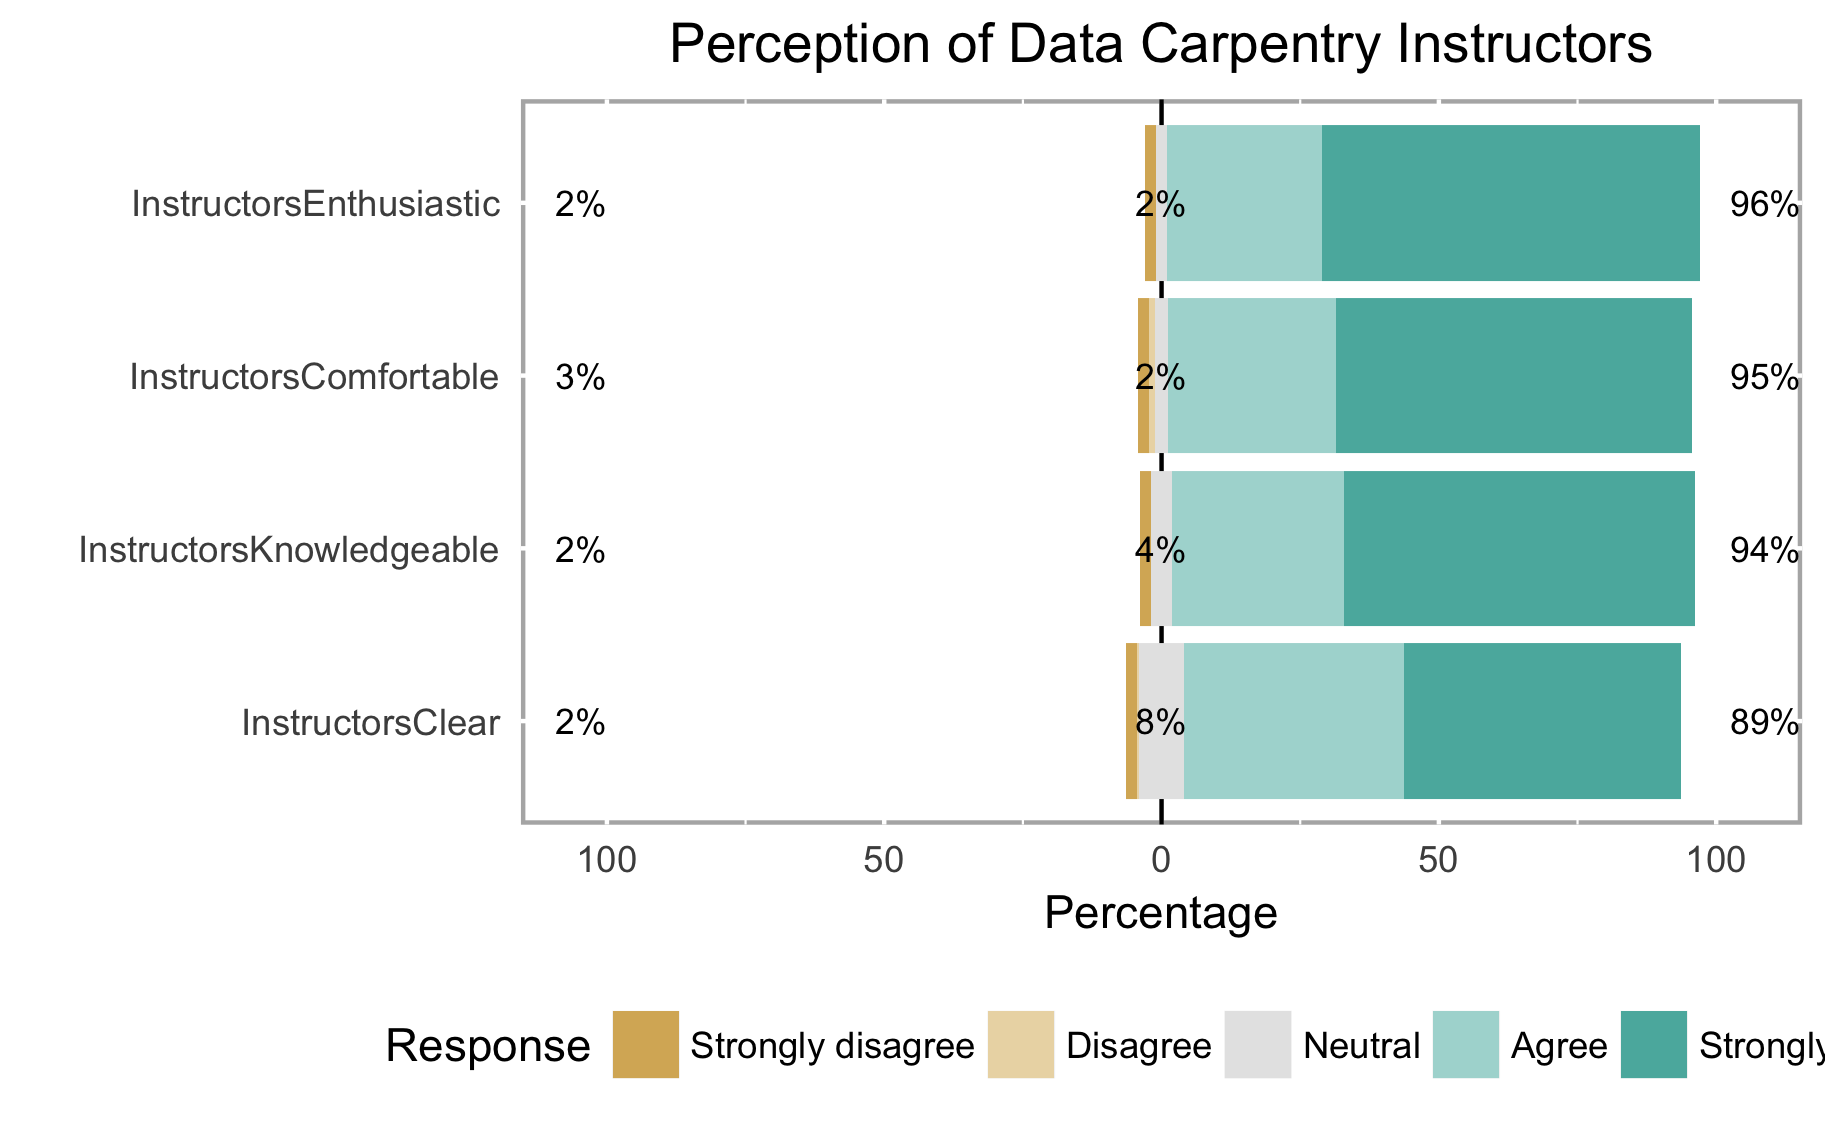 Perception of Data Carpentry Instructors
InstructorsEnthusiastic 2% 2% 96%
InstructorsComfortable 3% 2% 95%
InstructorsKnowledgeable 2% 4% 94%
InstructorsClear 2% 8% 89%
100 50 0 50 100
Percentage
Response Strongly disagree Disagree Neutral Agree Strongly